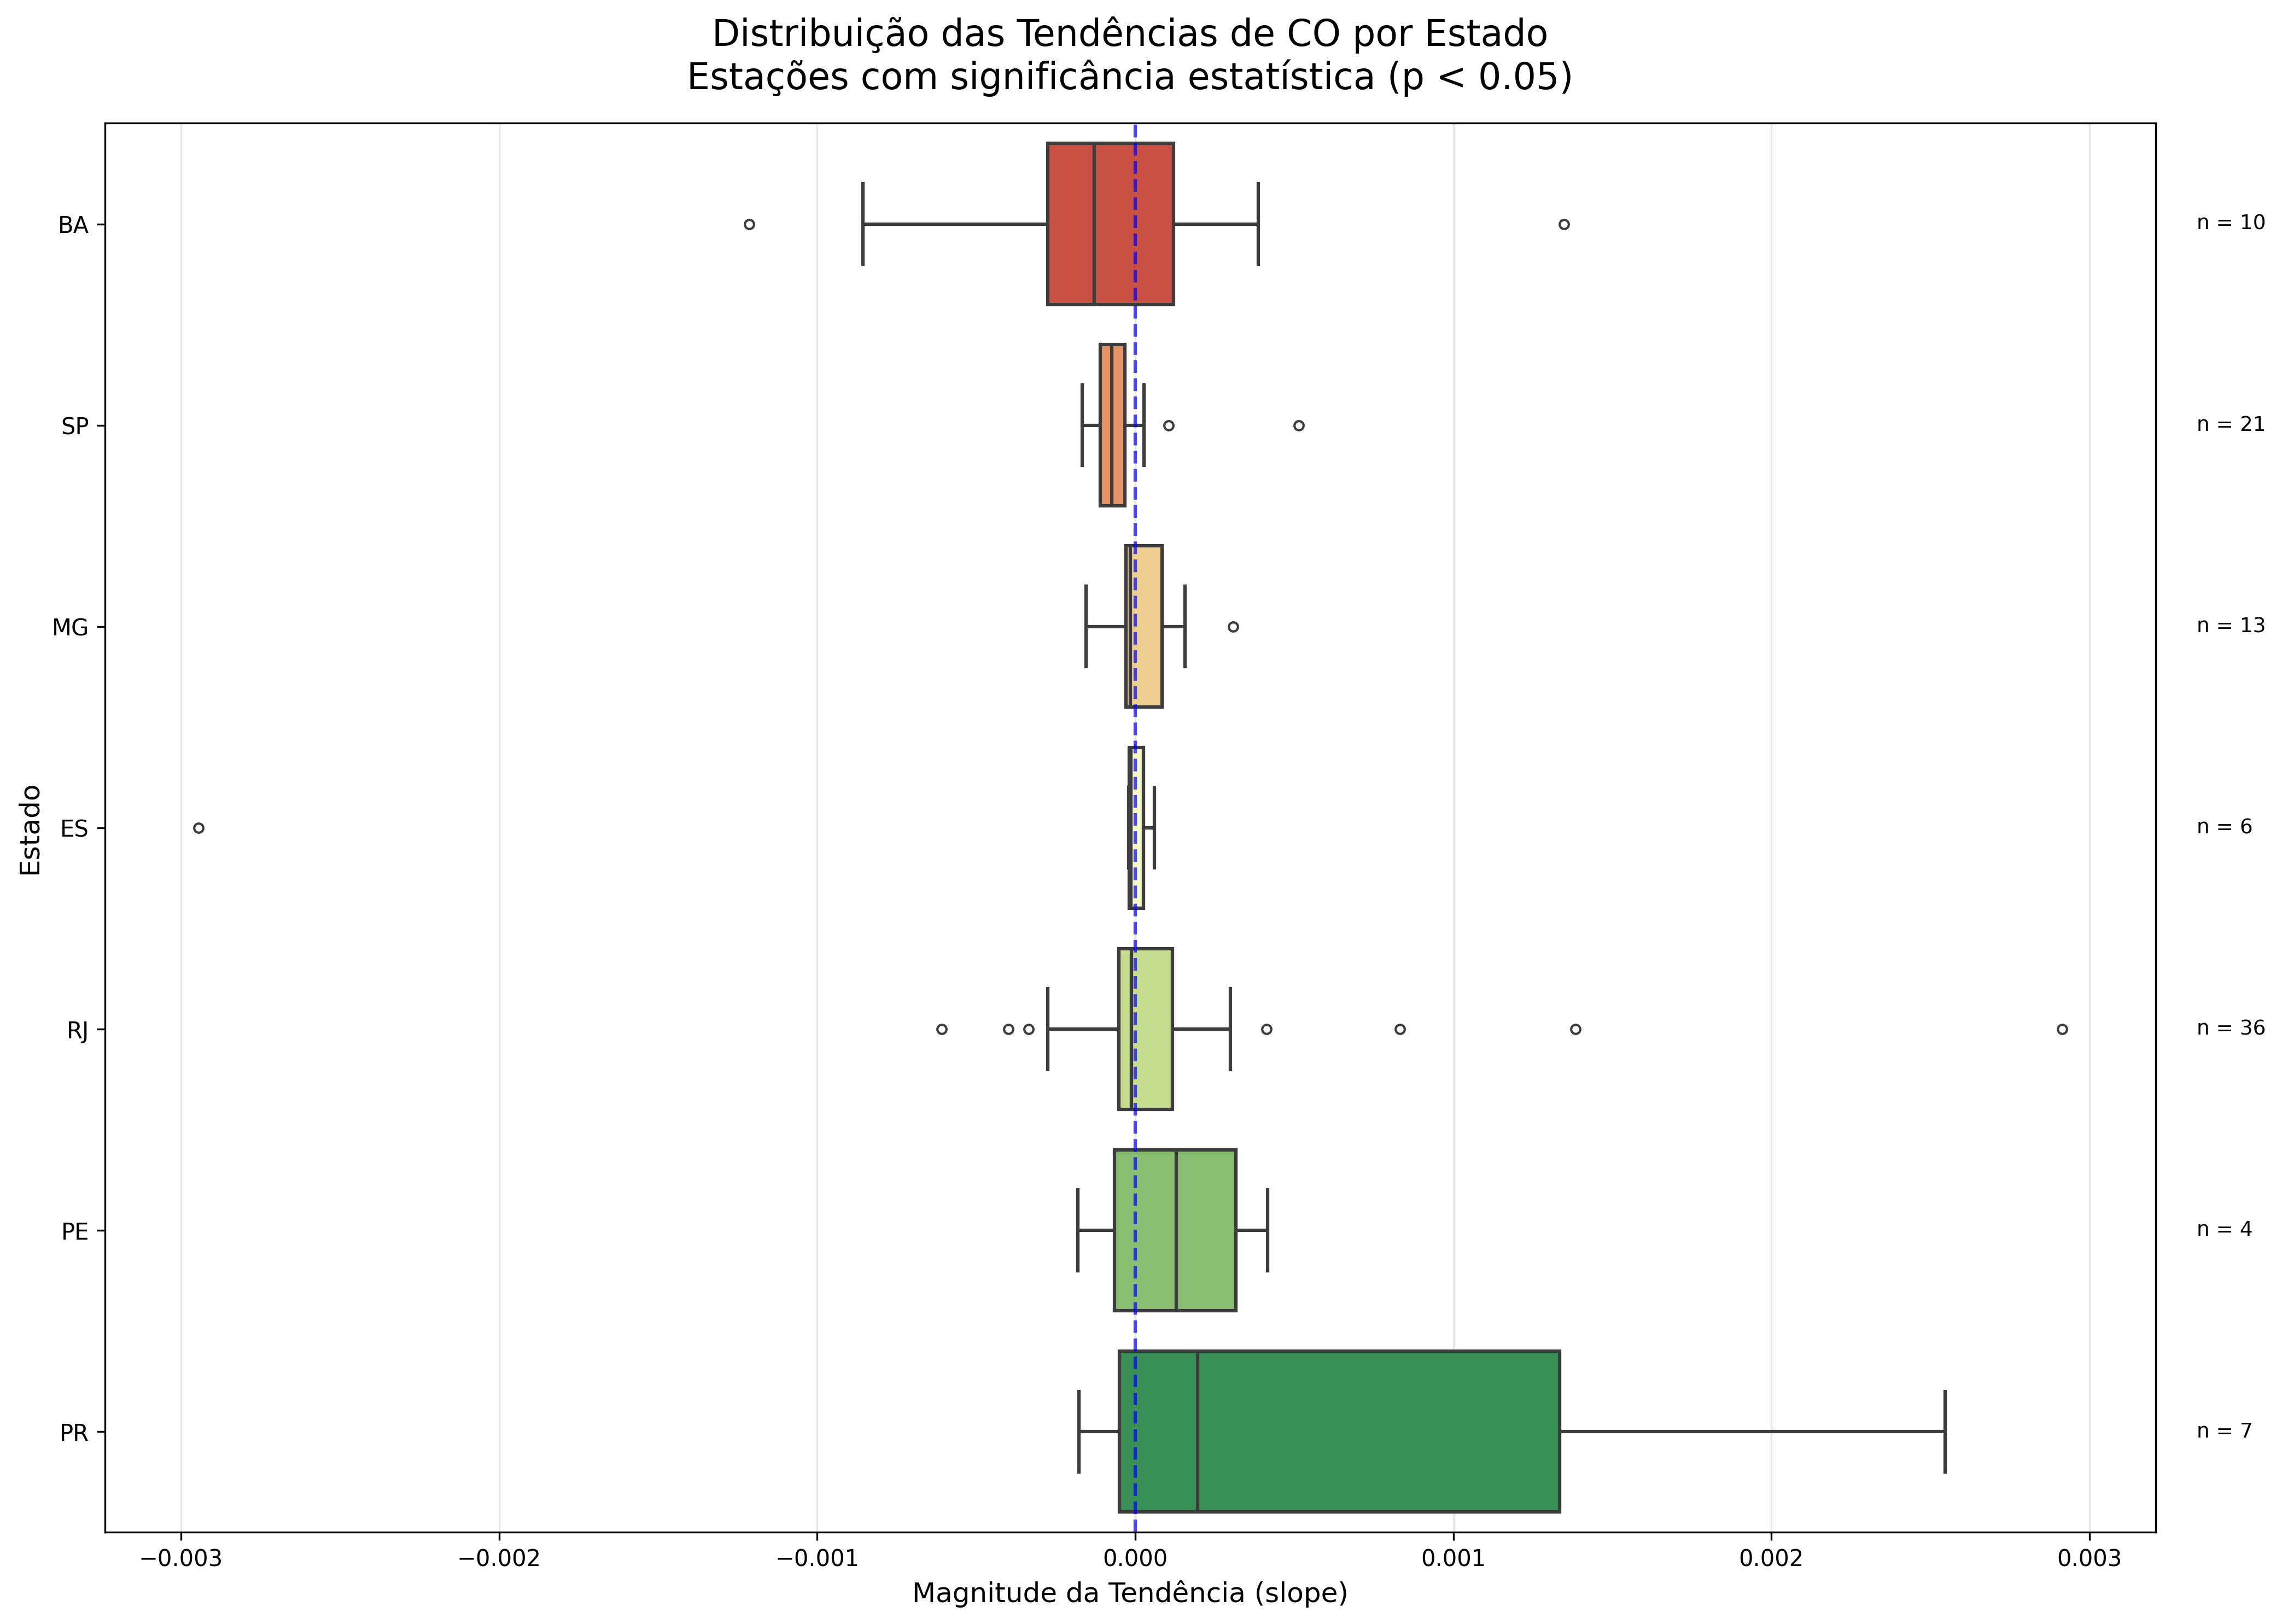 Distribuição das Tendências de CO por Estado
Estações com significância estatística (p < 0.05)
BA
n = 10
SP
n = 21
MG
n = 13
ES
n = 6
RJ
n = 36
PE
n = 4
PR
n = 7
Estado
−0.003
−0.002
−0.001
0.000
0.001
0.002
0.003
Magnitude da Tendência (slope)